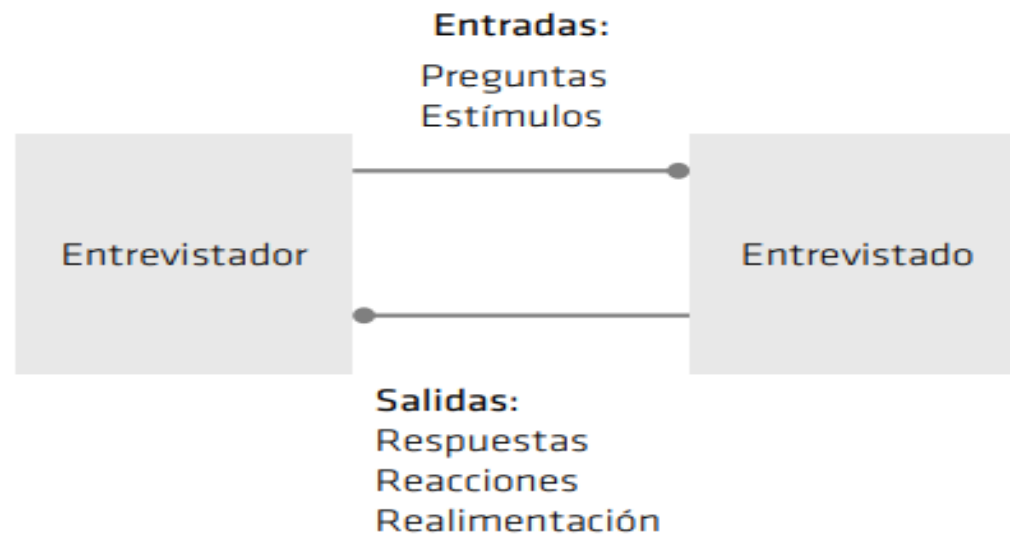 Entradas:
Preguntas
Estímulos
Entrevistador
Entrevistado
Salidas:
Respuestas
Reacciones
Realimentación